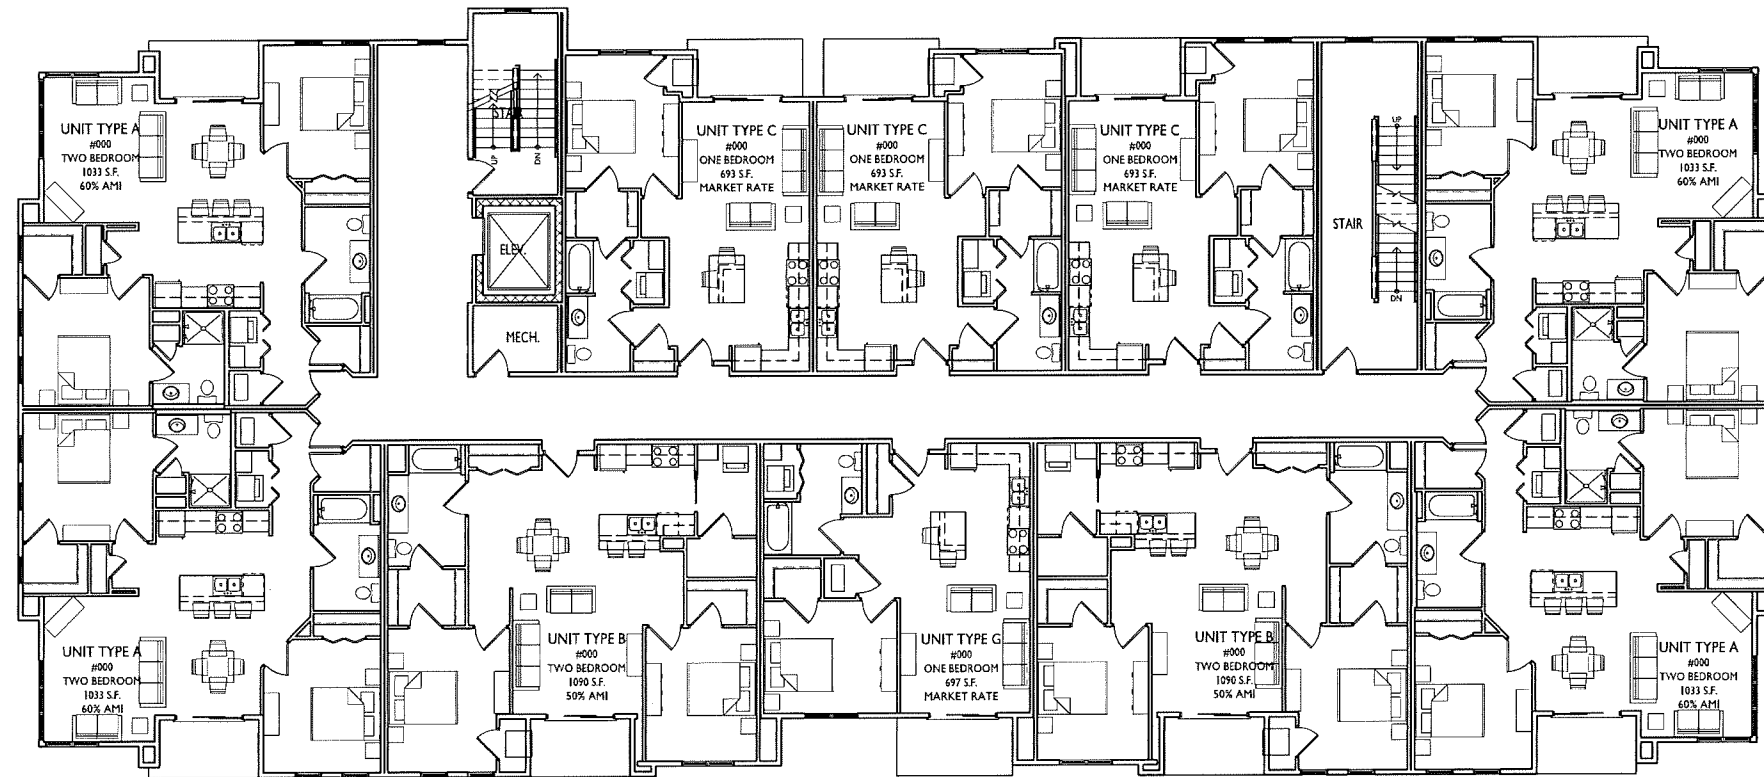 UNIT TYPE A
#000
TWO BEDROOM
1033 S.F.
60% AMI
STAIR
UP
DN
ELEV.
MECH.
UNIT TYPE C
#000
ONE BEDROOM
693 S.F.
MARKET RATE
UNIT TYPE C
#000
ONE BEDROOM
693 S.F.
MARKET RATE
UNIT TYPE C
#000
ONE BEDROOM
693 S.F.
MARKET RATE
UP
STAIR
DN
UNIT TYPE A
#000
TWO BEDROOM
1033 S.F.
60% AMI
UNIT TYPE A
#000
TWO BEDROOM
1033 S.F.
60% AMI
UNIT TYPE B
#000
TWO BEDROOM
1090 S.F.
50% AMI
UNIT TYPE G
#000
ONE BEDROOM
697 S.F.
MARKET RATE
UNIT TYPE B
#000
TWO BEDROOM
1090 S.F.
50% AMI
UNIT TYPE A
#000
TWO BEDROOM
1033 S.F.
60% AMI